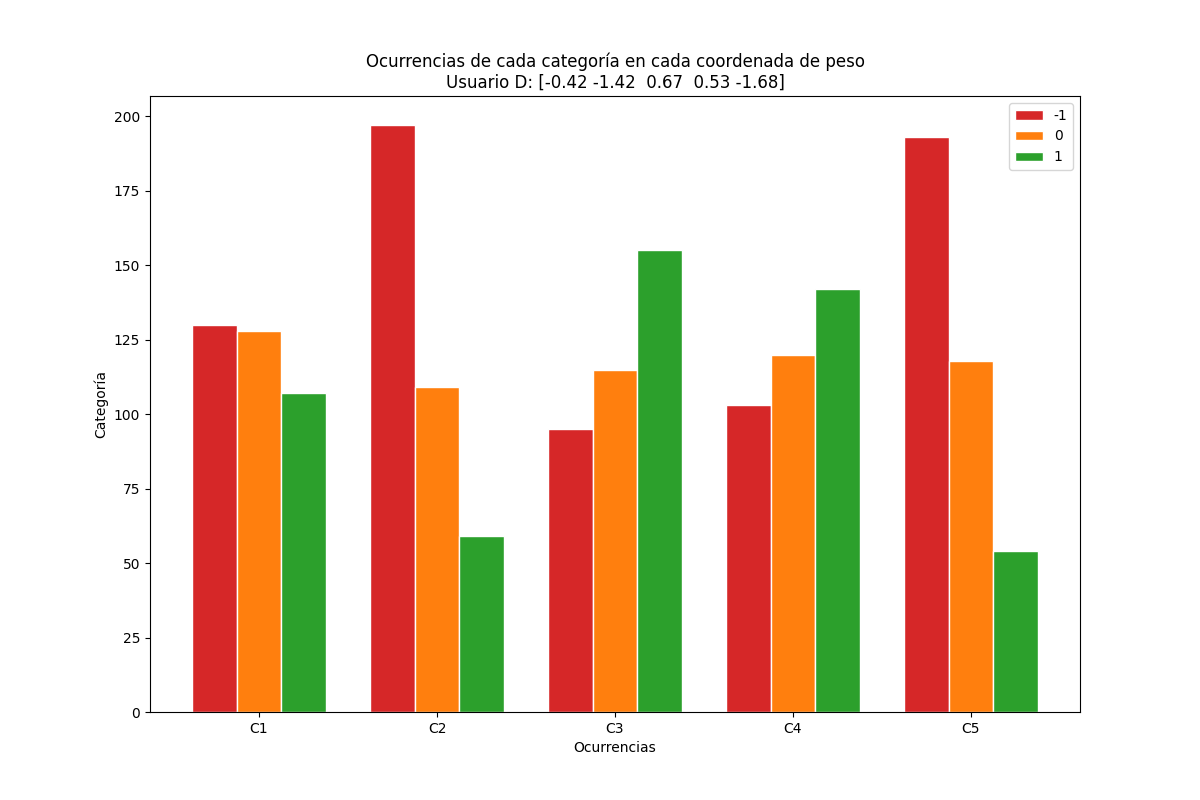 Ocurrencias de cada categoría en cada coordenada de peso
Usuario D: [-0.42 -1.42  0.67  0.53 -1.68]
-1
0
1
200
175
150
125
100
75
50
25
0
Categoría
C1 C2 C3 C4 C5
Ocurrencias